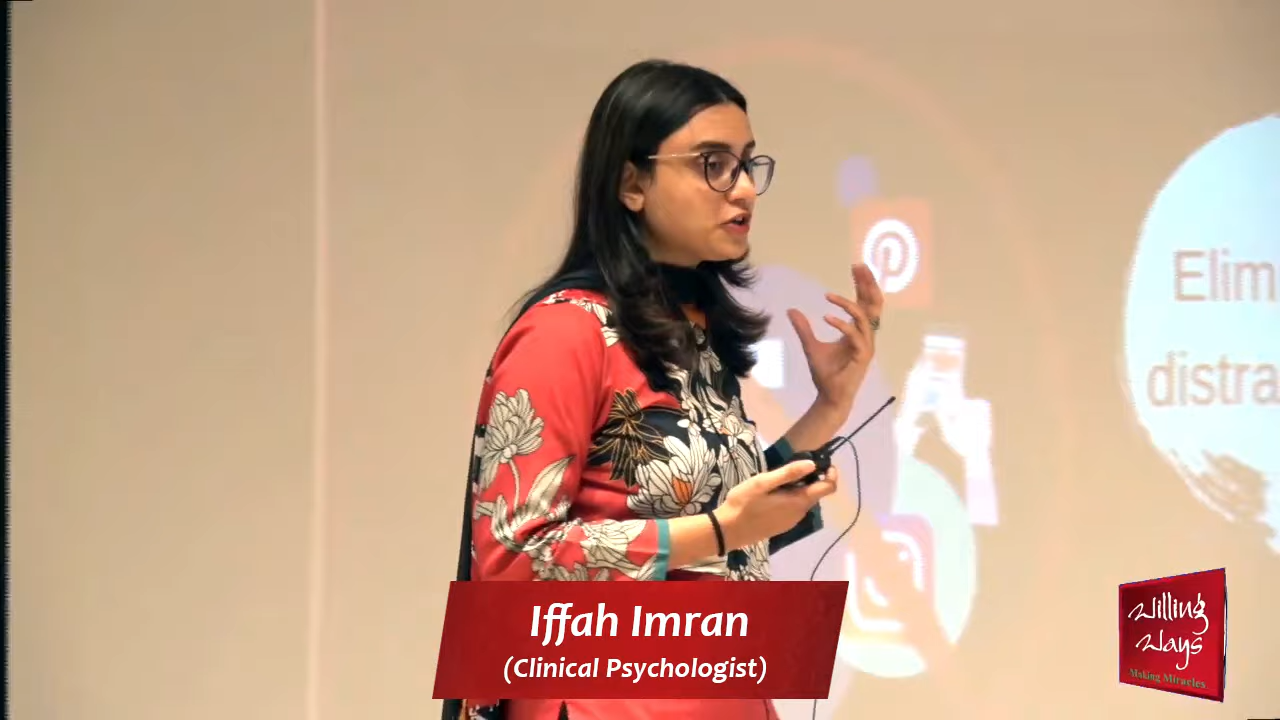 Elim
distra
Iffah Imran
(Clinical Psychologist)
Willing
Ways
Making Miracles